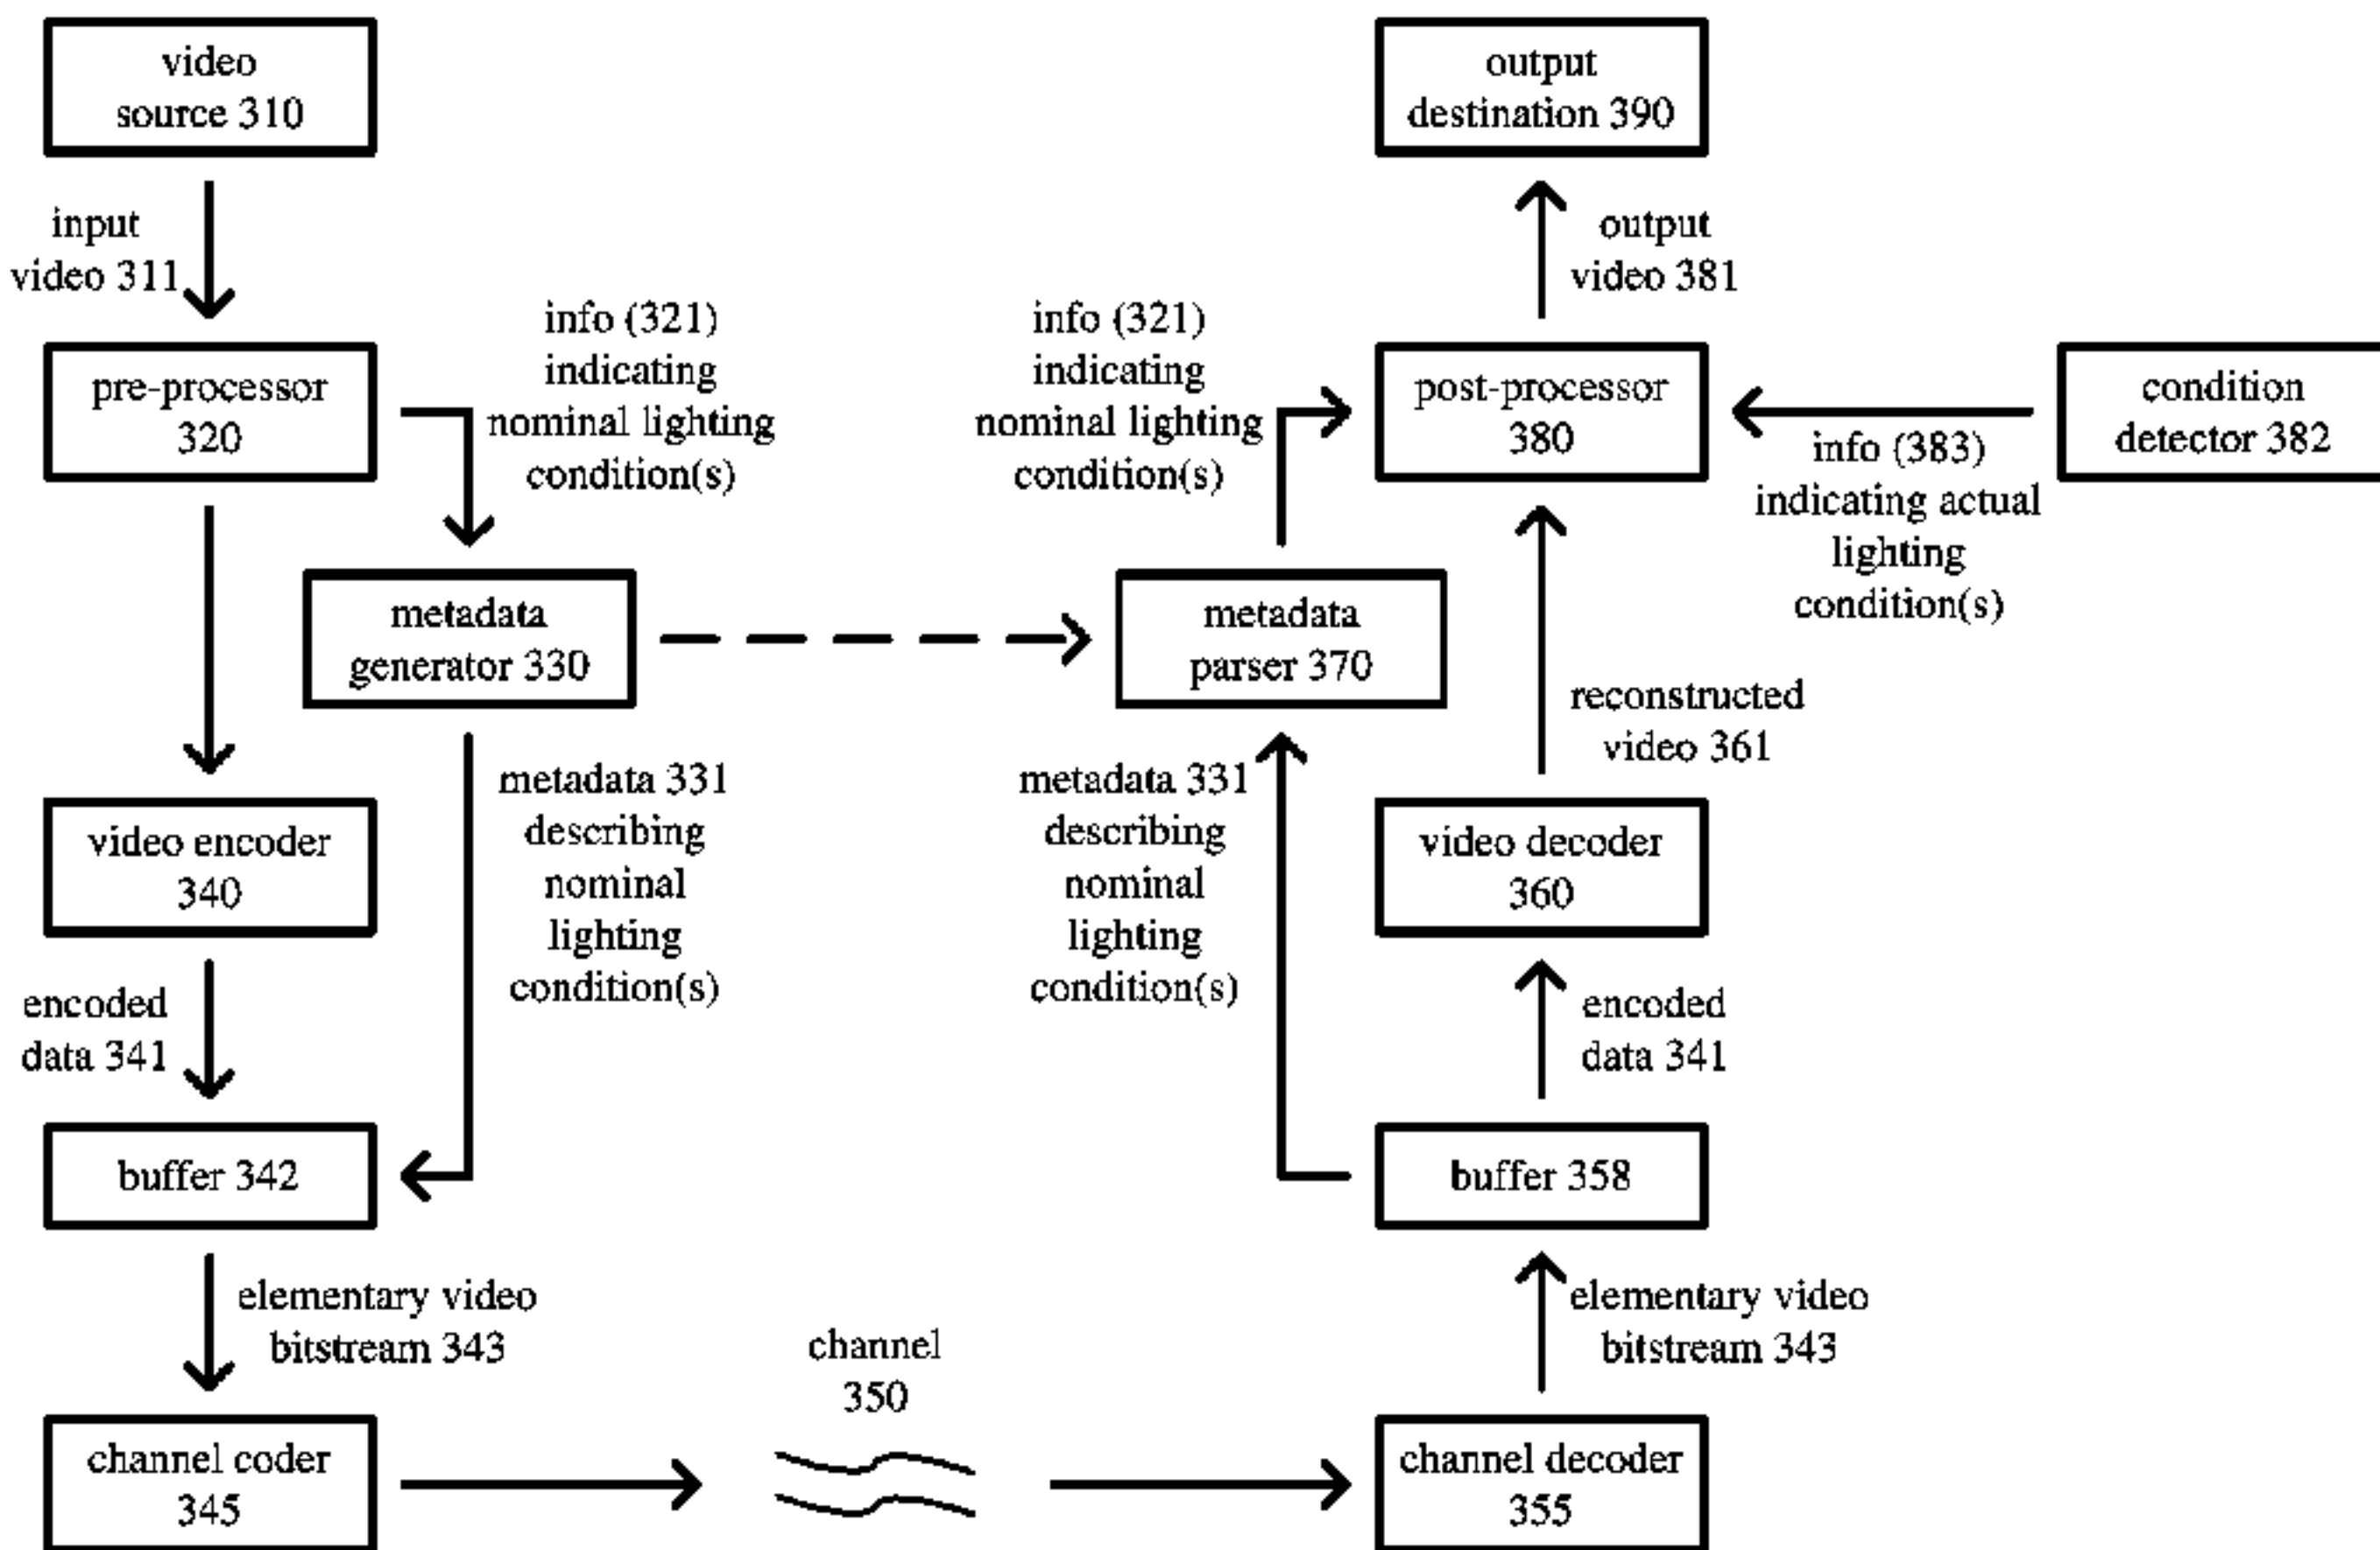 video
source 310
output
destination 390
input
video 311
output
video 381
info (321)
indicating
nominal lighting
condition(s)
info (321)
indicating
nominal lighting
condition(s)
pre-processor
320
post-processor
380
condition
detector 382
info (383)
indicating actual
lighting
condition(s)
metadata
generator 330
metadata
parser 370
reconstructed
video 361
metadata 331
describing
nominal
lighting
condition(s)
metadata 331
describing
nominal
lighting
condition(s)
video encoder
340
video decoder
360
encoded
data 341
encoded
data 341
buffer 342
buffer 358
elementary video
bitstream 343
elementary video
bitstream 343
channel
350
channel coder
345
channel decoder
355